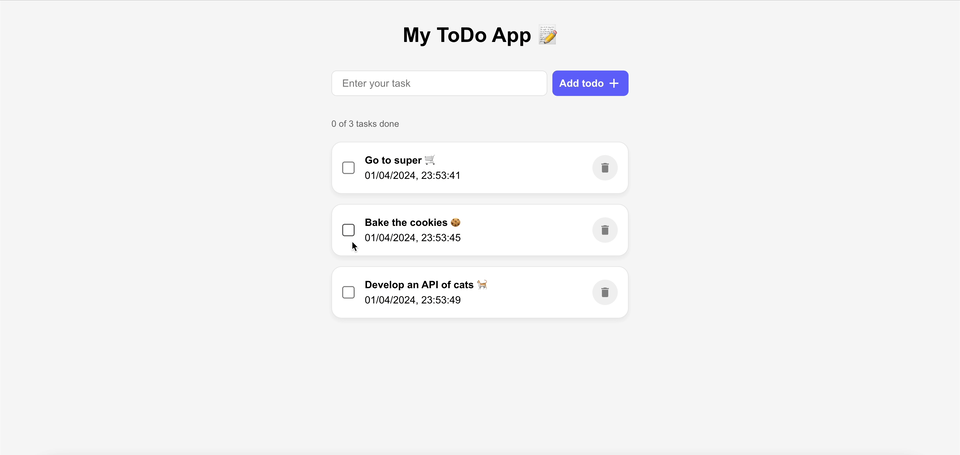 My ToDo App 📝
Enter your task
Add todo +
0 of 3 tasks done
Go to super 🛒
01/04/2024, 23:53:41
Bake the cookies 🍪
01/04/2024, 23:53:45
Develop an API of cats 🐈
01/04/2024, 23:53:49